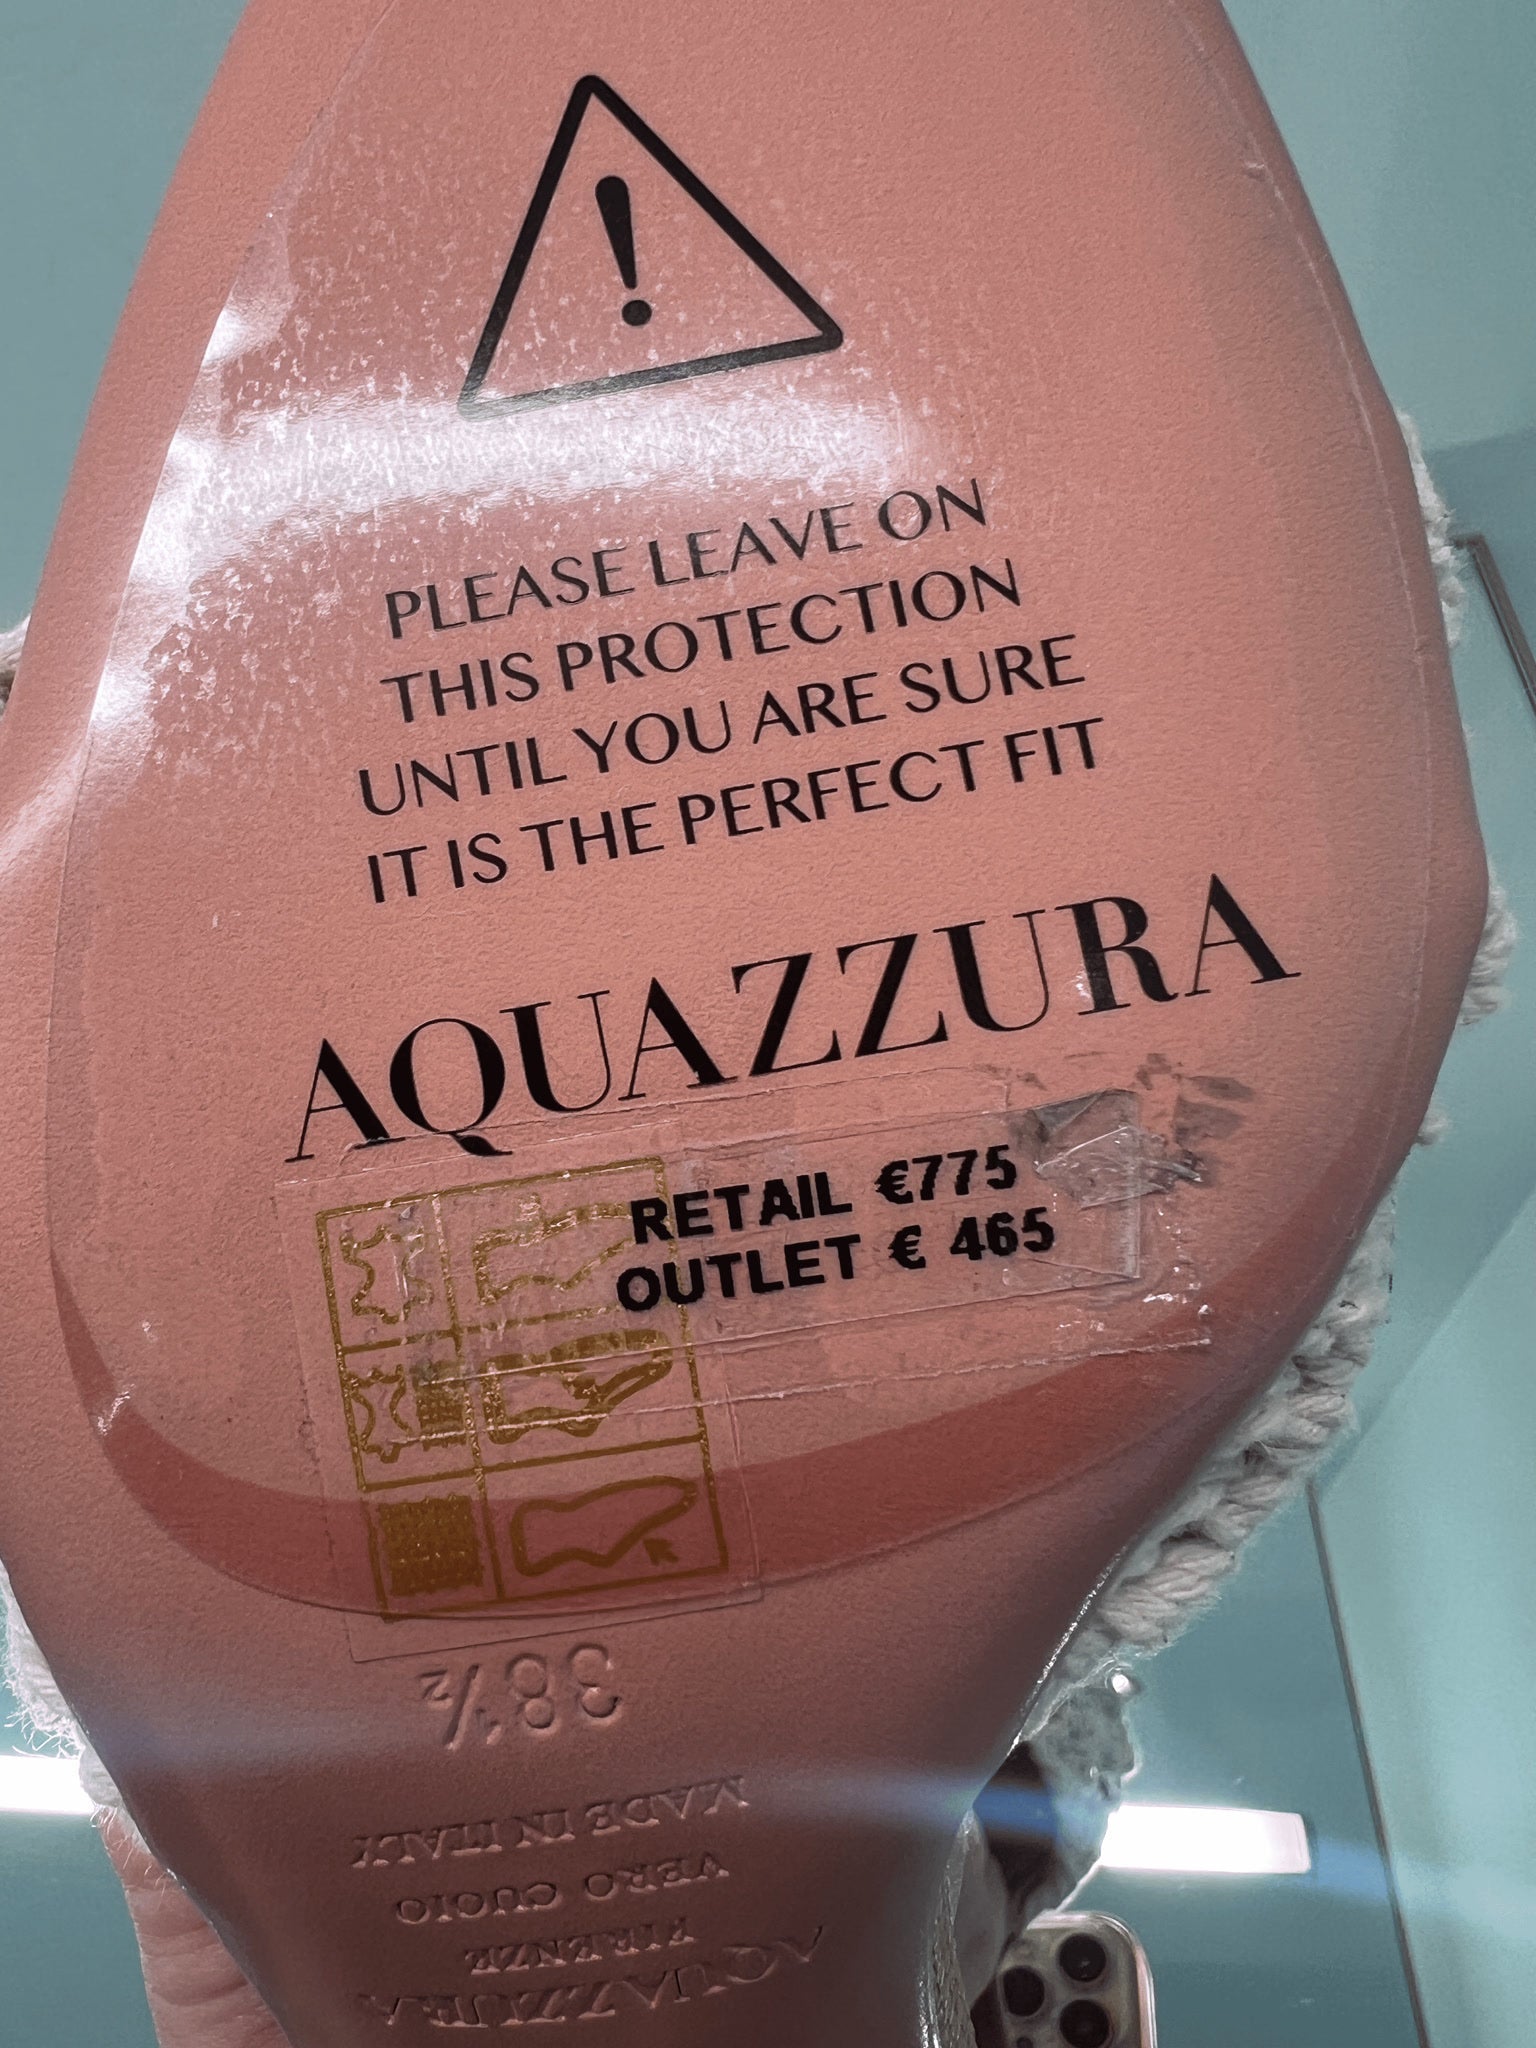 PLEASE LEAVE ON
THIS PROTECTION
UNTIL YOU ARE SURE
IT IS THE PERFECT FIT
AQUAZZURA
RETAIL €775
OUTLET € 465
38½
MADE IN ITALY
VERO CUOIO
FIRENZE
AQUAZZURA